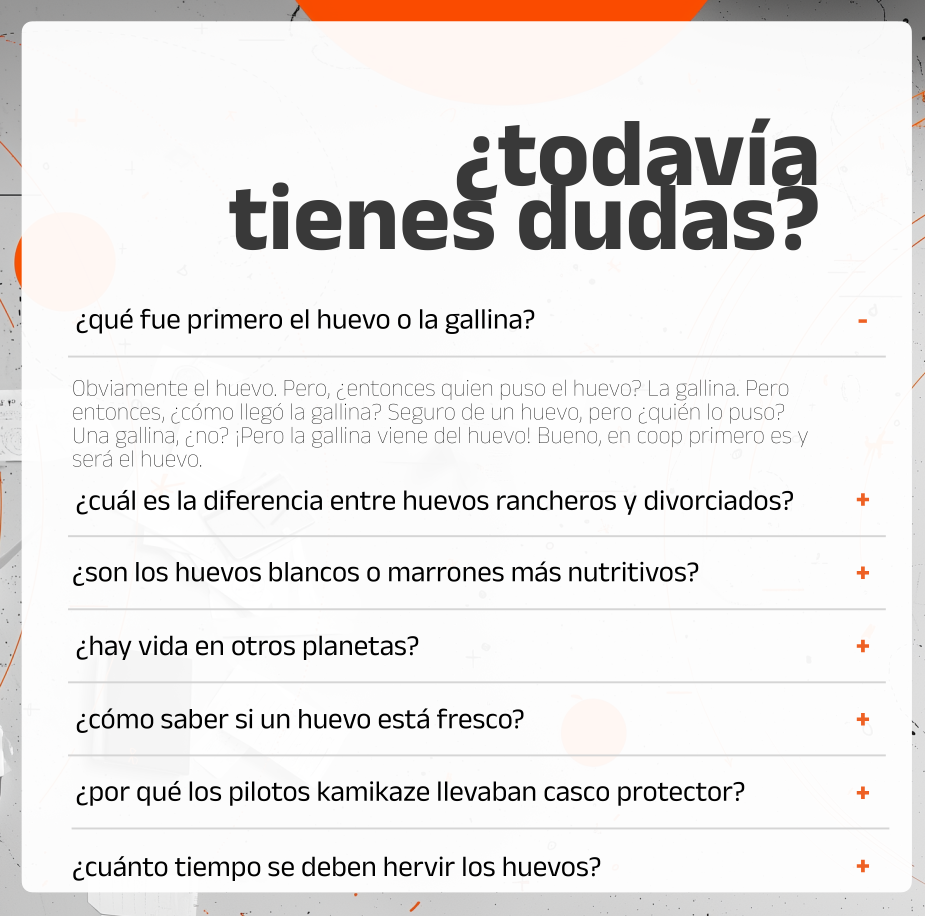 ¿todavía
tienes dudas?
¿qué fue primero el huevo o la gallina? -
Obviamente el huevo. Pero, ¿entonces quien puso el huevo? La gallina. Pero
entonces, ¿cómo llegó la gallina? Seguro de un huevo, pero ¿quién lo puso?
Una gallina, ¿no? ¡Pero la gallina viene del huevo! Bueno, en coop primero es y
será el huevo.
¿cuál es la diferencia entre huevos rancheros y divorciados? +
¿son los huevos blancos o marrones más nutritivos? +
¿hay vida en otros planetas? +
¿cómo saber si un huevo está fresco? +
¿por qué los pilotos kamikaze llevaban casco protector? +
¿cuánto tiempo se deben hervir los huevos? +